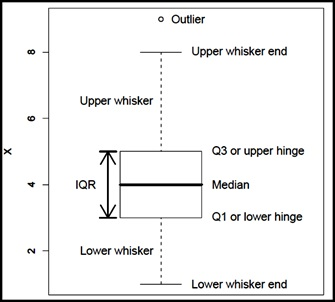 Outlier
8
Upper whisker end
Upper whisker
6
Q3 or upper hinge
X
IQR
4
Median
Q1 or lower hinge
2
Lower whisker
Lower whisker end